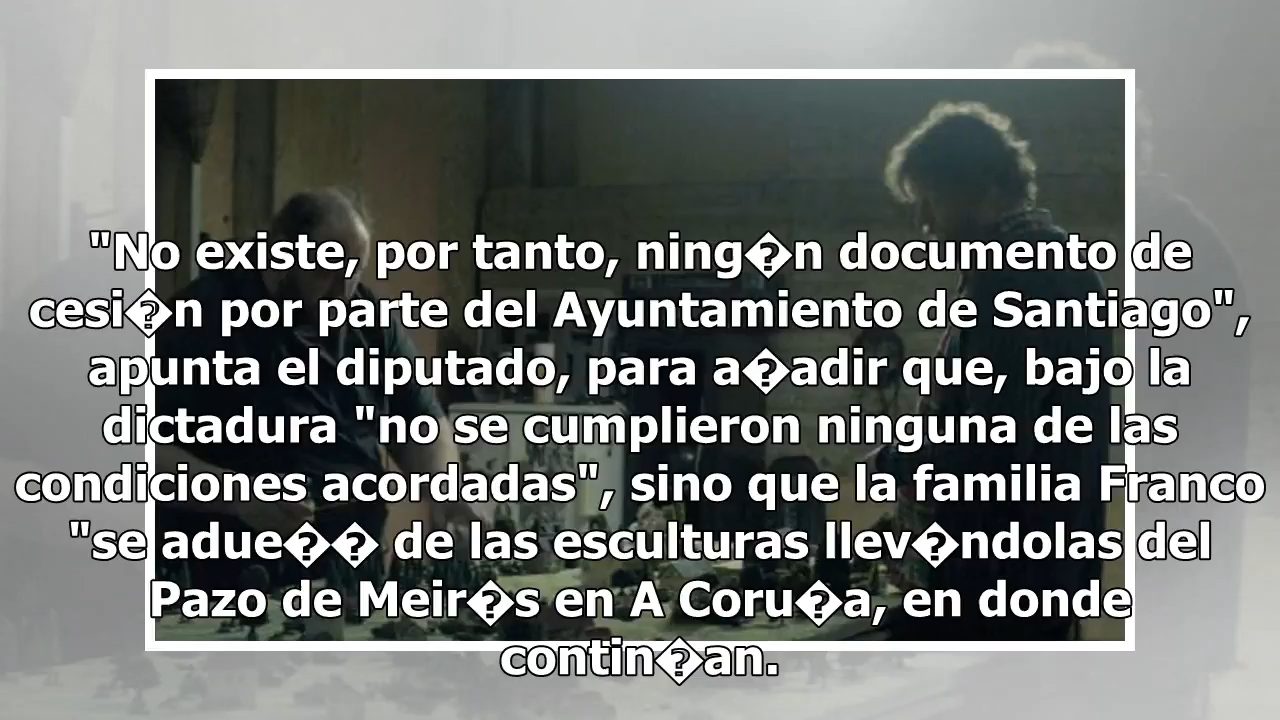 "No existe, por tanto, ning�n documento de
cesi�n por parte del Ayuntamiento de Santiago",
apunta el diputado, para a�adir que, bajo la
dictadura "no se cumplieron ninguna de las
condiciones acordadas", sino que la familia Franco
"se adue�� de las esculturas llev�ndolas del
Pazo de Meir�s en A Coru�a, en donde
contin�an.